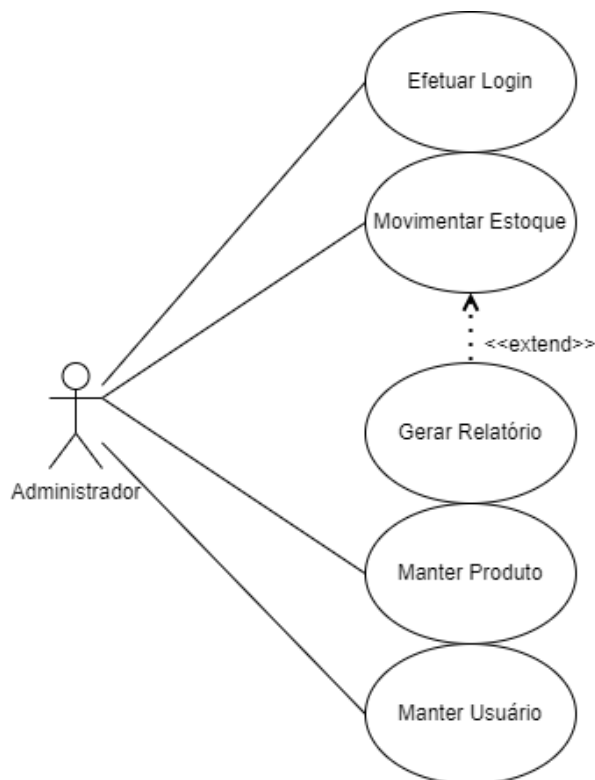 Efetuar Login
Movimentar Estoque
<<extend>>
Gerar Relatório
Administrador
Manter Produto
Manter Usuário